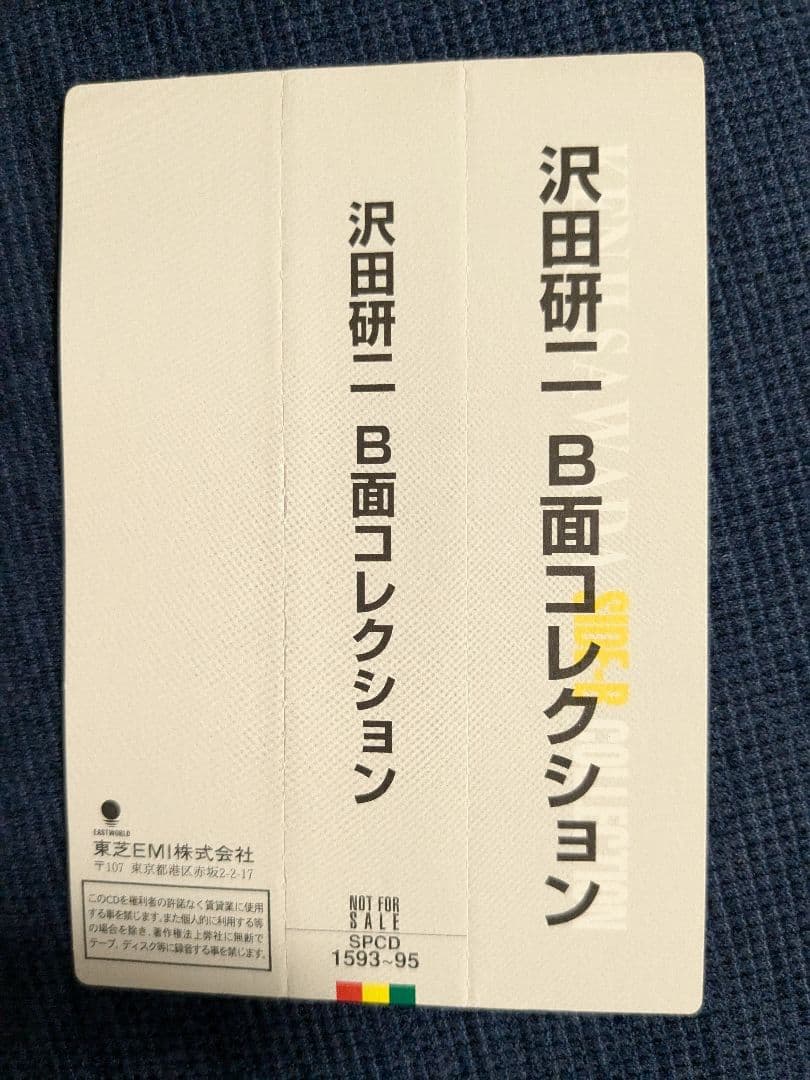 沢田研二 B面コレクション
KENJI SAWADA SIDE-B COLLECTION
沢田研二 B面コレクション
NOT FOR
SALE
SPCD
1593~95
EASTWORLD
東芝EMI株式会社
〒107 東京都港区赤坂2-2-17
このCDを権利者の許諾なく賃貸業に使用
する事を禁じます。また個人的に利用する等
の場合を除き、著作権法上弊社に無断で
テープ、ディスク等に録音する事を禁じます。